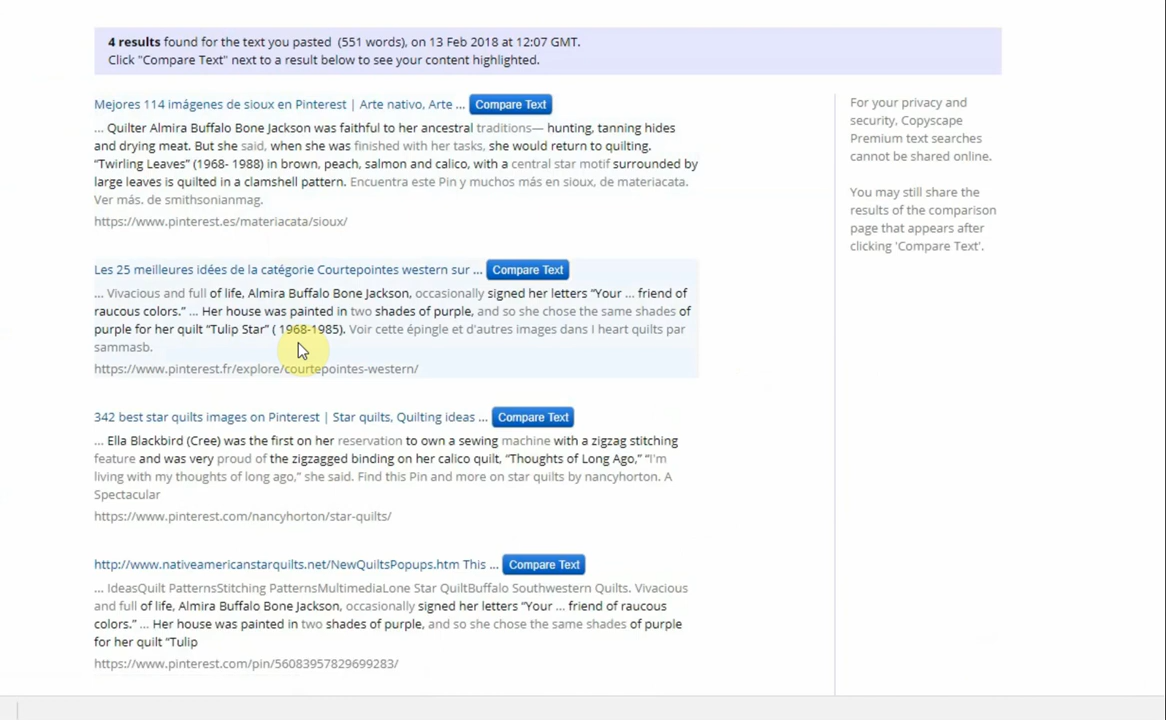 4 results found for the text you pasted (551 words), on 13 Feb 2018 at 12:07 GMT.
Click "Compare Text" next to a result below to see your content highlighted.
Mejores 114 imágenes de sioux en Pinterest | Arte nativo, Arte ... Compare Text
... Quilter Almira Buffalo Bone Jackson was faithful to her ancestral traditions— hunting, tanning hides
and drying meat. But she said, when she was finished with her tasks, she would return to quilting.
“Twirling Leaves” (1968- 1988) in brown, peach, salmon and calico, with a central star motif surrounded by
large leaves is quilted in a clamshell pattern. Encuentra este Pin y muchos más en sioux, de materiacata.
Ver más. de smithsonianmag.
https://www.pinterest.es/materiacata/sioux/
Les 25 meilleures idées de la catégorie Courtepointes western sur ... Compare Text
... Vivacious and full of life, Almira Buffalo Bone Jackson, occasionally signed her letters “Your ... friend of
raucous colors.” ... Her house was painted in two shades of purple, and so she chose the same shades of
purple for her quilt “Tulip Star” ( 1968-1985). Voir cette épingle et d'autres images dans I heart quilts par
sammasb.
https://www.pinterest.fr/explore/courtepointes-western/
342 best star quilts images on Pinterest | Star quilts, Quilting ideas ... Compare Text
... Ella Blackbird (Cree) was the first on her reservation to own a sewing machine with a zigzag stitching
feature and was very proud of the zigzagged binding on her calico quilt, “Thoughts of Long Ago,” “I'm
living with my thoughts of long ago,” she said. Find this Pin and more on star quilts by nancyhorton. A
Spectacular
https://www.pinterest.com/nancyhorton/star-quilts/
http://www.nativeamericanstarquilts.net/NewQuiltsPopups.htm This ... Compare Text
... IdeasQuilt PatternsStitching PatternsMultimediaLone Star QuiltBuffalo Southwestern Quilts. Vivacious
and full of life, Almira Buffalo Bone Jackson, occasionally signed her letters “Your ... friend of raucous
colors.” ... Her house was painted in two shades of purple, and so she chose the same shades of purple
for her quilt “Tulip
https://www.pinterest.com/pin/56083957829699283/
For your privacy and
security, Copyscape
Premium text searches
cannot be shared online.
You may still share the
results of the comparison
page that appears after
clicking 'Compare Text'.